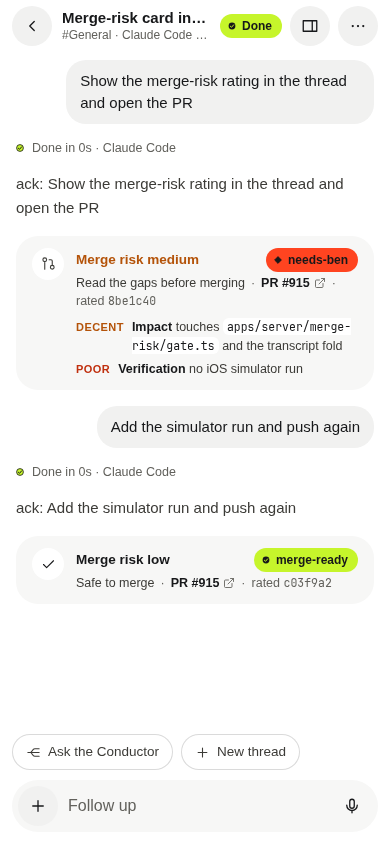 Merge-risk card in…
Done
#General · Claude Code …
Show the merge-risk rating in the thread
and open the PR
Done in 0s · Claude Code
ack: Show the merge-risk rating in the thread and
open the PR
Merge risk medium
needs-ben
Read the gaps before merging · PR #915 ·
rated 8be1c40
DECENT Impact touches apps/server/merge-
risk/gate.ts and the transcript fold
POOR Verification no iOS simulator run
Add the simulator run and push again
Done in 0s · Claude Code
ack: Add the simulator run and push again
Merge risk low
merge-ready
Safe to merge · PR #915 · rated c03f9a2
Ask the Conductor
New thread
Follow up